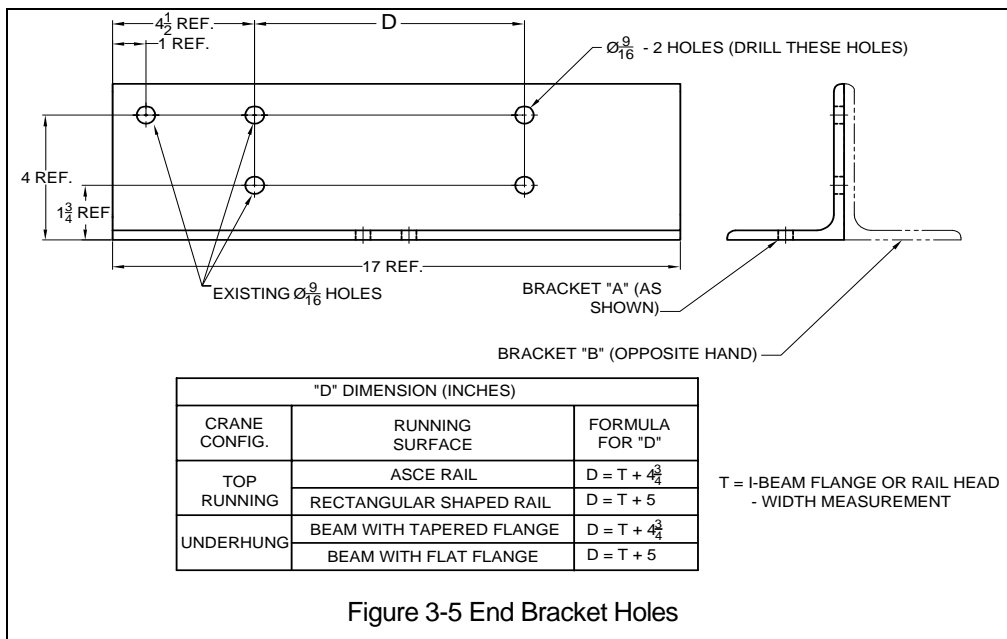 4½ REF.
D
1 REF.
Ø9/16 - 2 HOLES (DRILL THESE HOLES)
4 REF.
1¾ REF.
17 REF.
EXISTING Ø9/16 HOLES
BRACKET "A" (AS
SHOWN)
BRACKET "B" (OPPOSITE HAND)
"D" DIMENSION (INCHES)
CRANE
CONFIG.
RUNNING
SURFACE
FORMULA
FOR "D"
TOP
RUNNING
ASCE RAIL
D = T + 4¾
RECTANGULAR SHAPED RAIL
D = T + 5
UNDERHUNG
BEAM WITH TAPERED FLANGE
D = T + 4¾
BEAM WITH FLAT FLANGE
D = T + 5
T = I-BEAM FLANGE OR RAIL HEAD
- WIDTH MEASUREMENT
Figure 3-5 End Bracket Holes